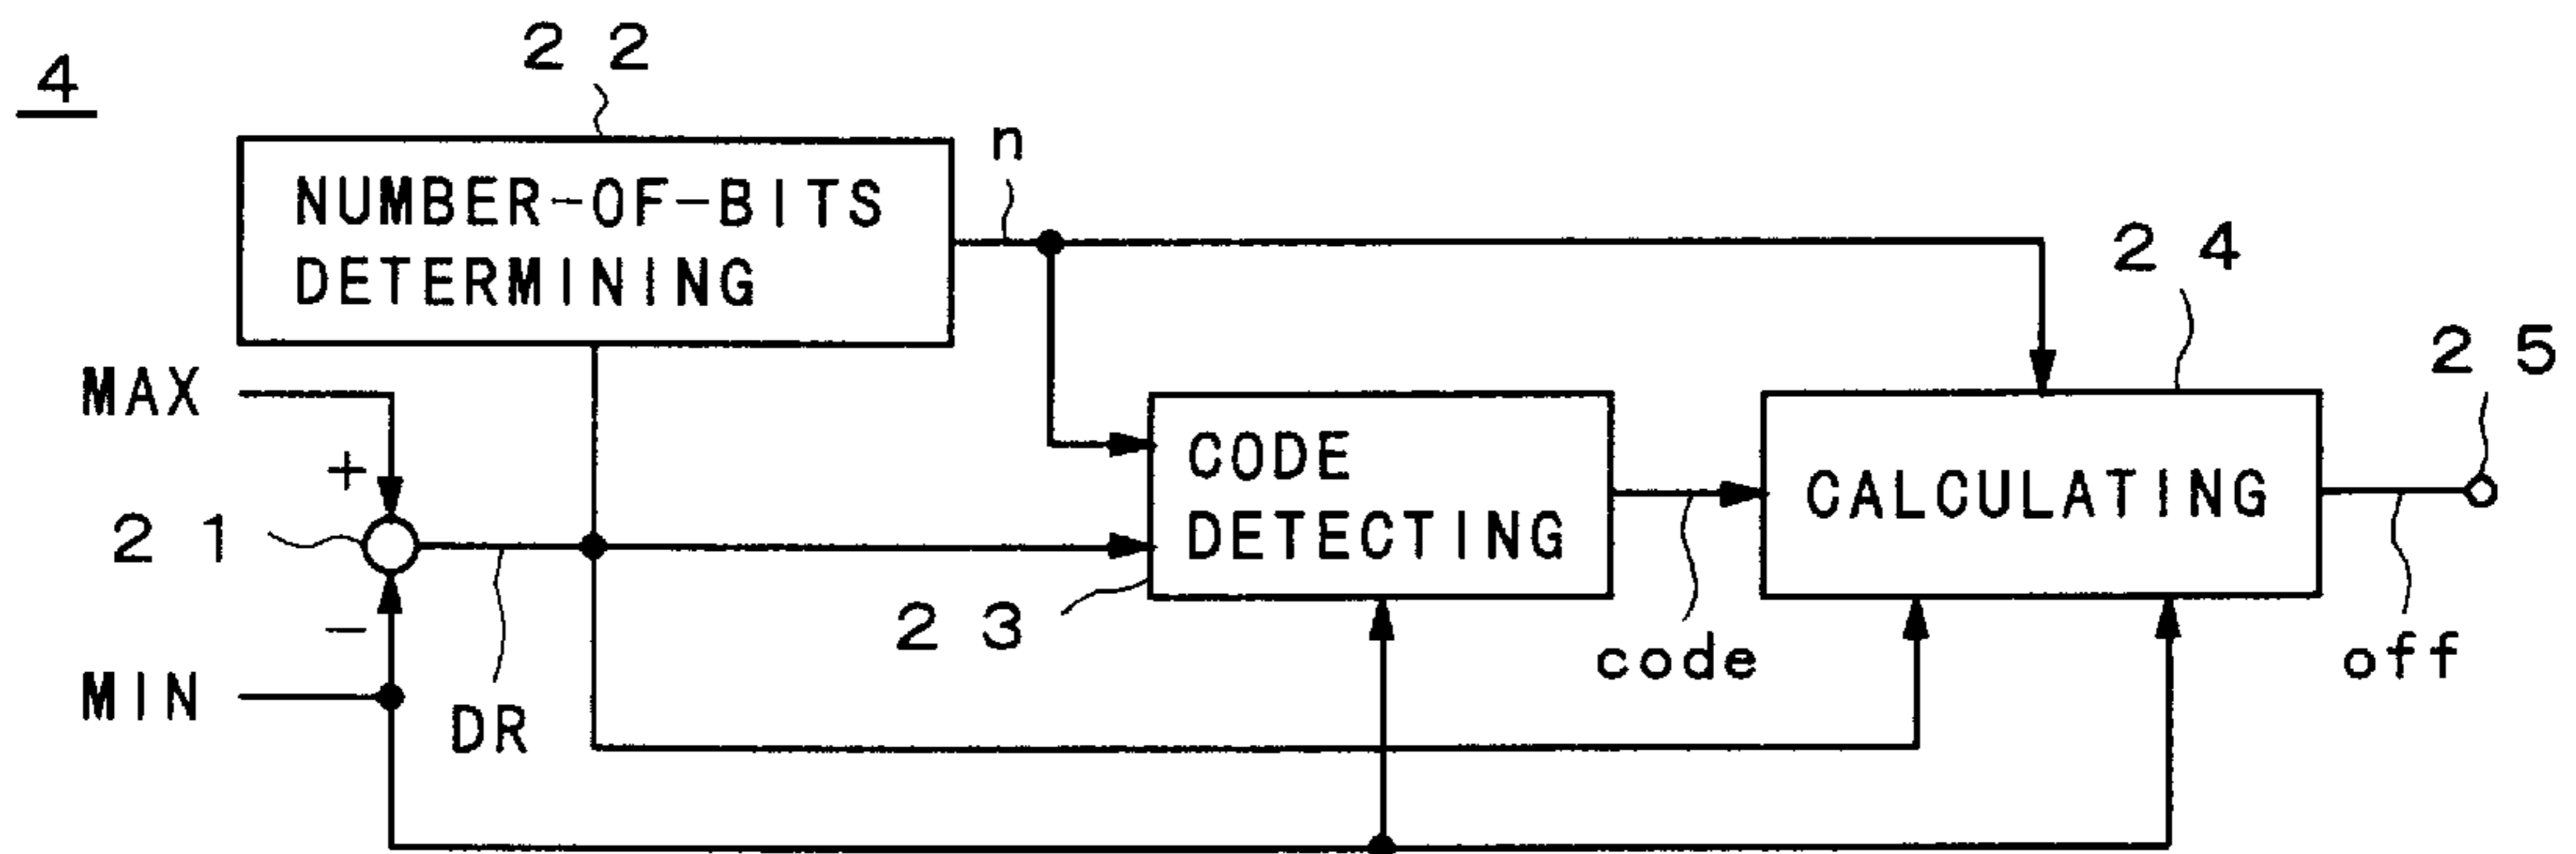 4
22
NUMBER-OF-BITS
DETERMINING
n
24
25
MAX
+
21
CODE
DETECTING
CALCULATING
23
−
MIN
DR
code
off